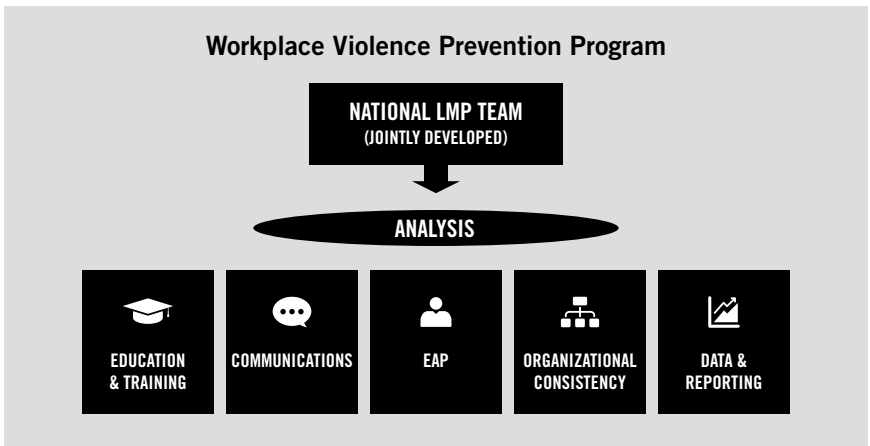 Workplace Violence Prevention Program
NATIONAL LMP TEAM
(JOINTLY DEVELOPED)
ANALYSIS
EDUCATION
& TRAINING
COMMUNICATIONS
EAP
ORGANIZATIONAL
CONSISTENCY
DATA &
REPORTING